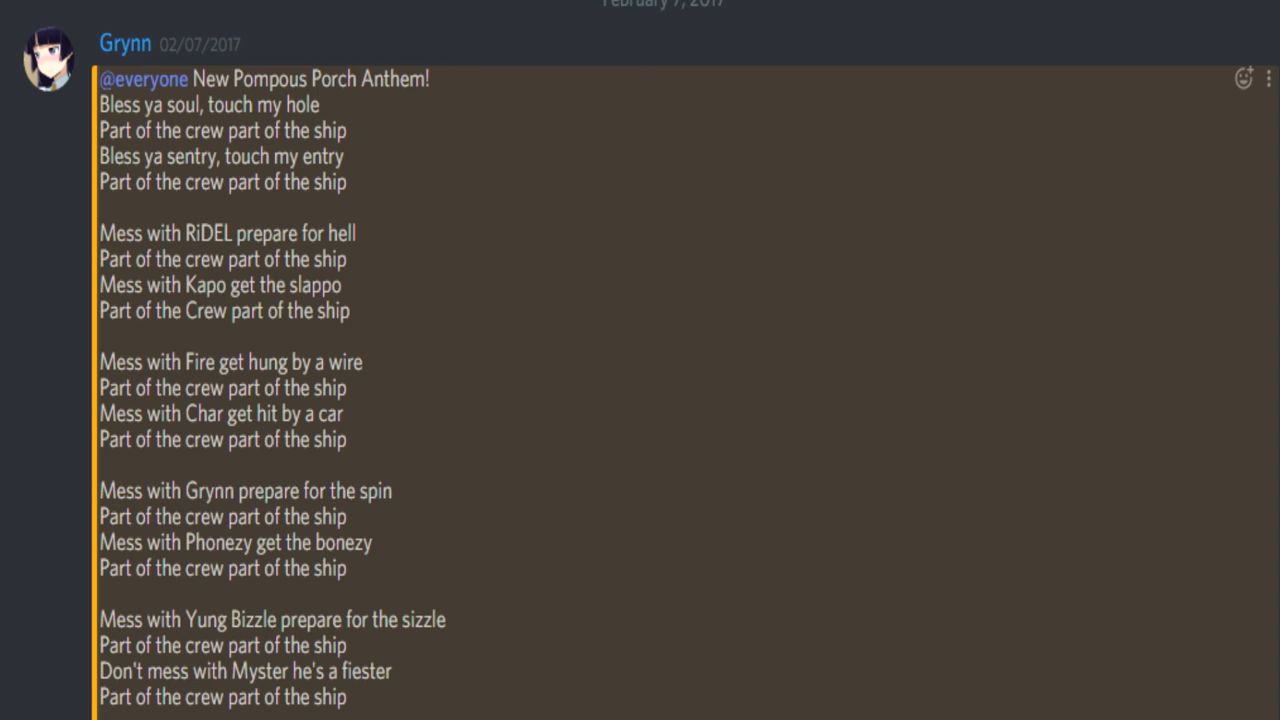 February 7, 2017
Grynn 02/07/2017
@everyone New Pompous Porch Anthem!
Bless ya soul, touch my hole
Part of the crew part of the ship
Bless ya sentry, touch my entry
Part of the crew part of the ship
Mess with RiDEL prepare for hell
Part of the crew part of the ship
Mess with Kapo get the slappo
Part of the Crew part of the ship
Mess with Fire get hung by a wire
Part of the crew part of the ship
Mess with Char get hit by a car
Part of the crew part of the ship
Mess with Grynn prepare for the spin
Part of the crew part of the ship
Mess with Phonezy get the bonezy
Part of the crew part of the ship
Mess with Yung Bizzle prepare for the sizzle
Part of the crew part of the ship
Don't mess with Myster he's a fiester
Part of the crew part of the ship